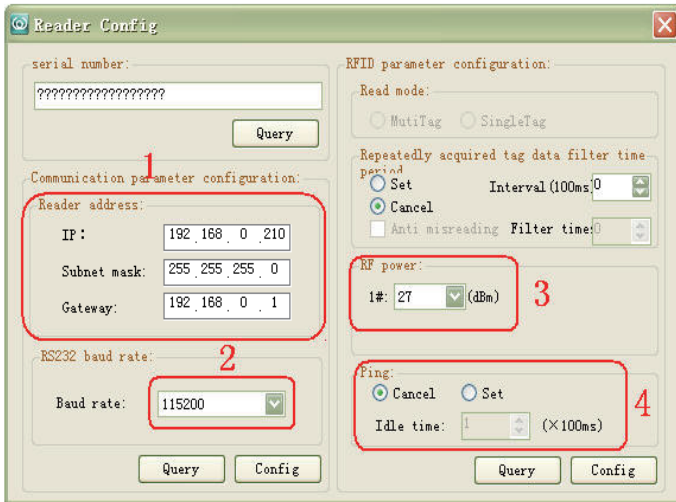 Reader Config
serial number:
??????????????????
Query
1
Communication parameter configuration:
Reader address:
IP:
192 . 168 . 0 . 210
Subnet mask:
255 . 255 . 255 . 0
Gateway:
192 . 168 . 0 . 1
RS232 baud rate:
2
Baud rate:
115200
Query
Config
RFID parameter configuration:
Read mode:
MutiTag
SingleTag
Repeatedly acquired tag data filter time
period
Set
Interval(100ms)
0
Cancel
Anti misreading
Filter time:
0
RF power:
1#:
27
(dBm)
3
Ping:
Cancel
Set
4
Idle time:
1
(×100ms)
Query
Config